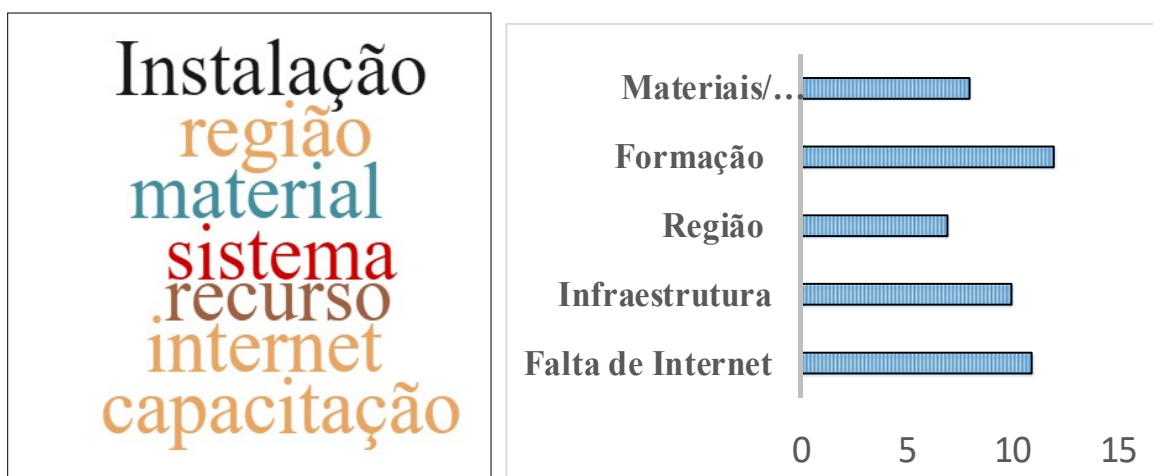 Instalação
região
material
sistema
recurso
internet
capacitação
Materiais/...
Formação
Região
Infraestrutura
Falta de Internet
0 5 10 15